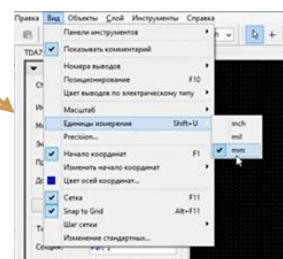 Правка Вид Объекты Слой Инструменты Справка
Панели инструментов
TDA7
Показывать комментарий
Номера выводов
Позиционирование F10
Цвет выводов по электрическому типу
Масштаб
Единицы измерения Shift+U
inch
Precision...
mil
mm
Начало координат F1
Изменить начало координат
Цвет осей координат...
Сетка F11
Snap to Grid Alt+F11
Шаг сетки
Изменение стандартных...
Секция: